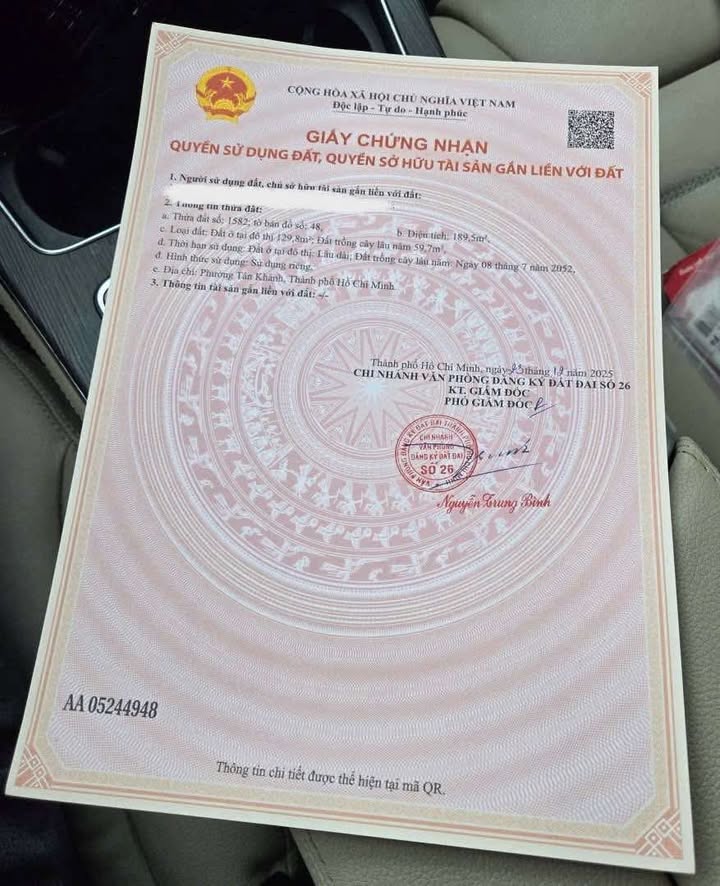 CỘNG HÒA XÃ HỘI CHỦ NGHĨA VIỆT NAM
Độc lập - Tự do - Hạnh phúc
GIẤY CHỨNG NHẬN
QUYỀN SỬ DỤNG ĐẤT, QUYỀN SỞ HỮU TÀI SẢN GẮN LIỀN VỚI ĐẤT
1. Người sử dụng đất, chủ sở hữu tài sản gắn liền với đất:
2. Thông tin thửa đất:
a. Thửa đất số: 1582; tờ bản đồ số: 48, b. Diện tích: 189,5m²,
c. Loại đất: Đất ở tại đô thị 129,8m²; Đất trồng cây lâu năm 59,7m²,
d. Thời hạn sử dụng: Đất ở tại đô thị: Lâu dài; Đất trồng cây lâu năm: Ngày 08 tháng 7 năm 2052,
đ. Hình thức sử dụng: Sử dụng riêng,
e. Địa chỉ: Phường Tân Khánh, Thành phố Hồ Chí Minh.
3. Thông tin tài sản gắn liền với đất: -/-
Thành phố Hồ Chí Minh, ngày tháng năm 2025
CHI NHÁNH VĂN PHÒNG ĐĂNG KÝ ĐẤT ĐAI SỐ 26
KT. GIÁM ĐỐC
PHÓ GIÁM ĐỐC
CHI NHÁNH
VĂN PHÒNG
ĐĂNG KÝ ĐẤT ĐAI
SỐ 26
Nguyễn Trung Bình
AA 05244948
Thông tin chi tiết được thể hiện tại mã QR.